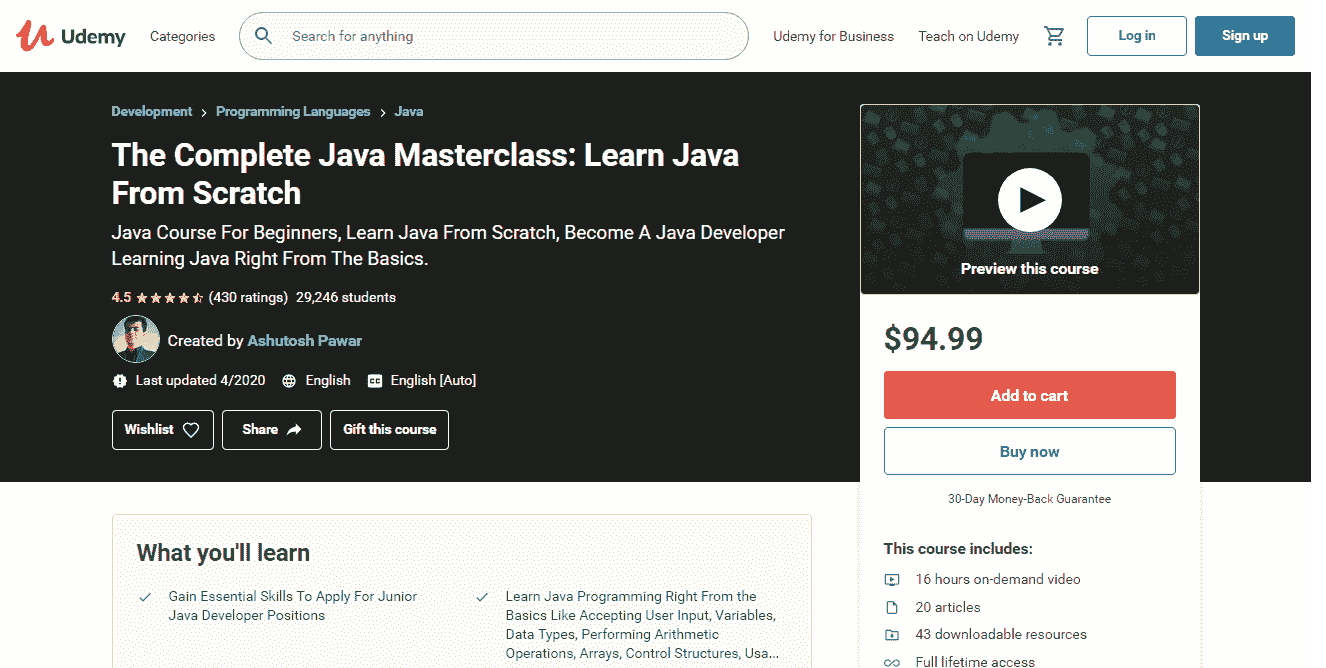 Udemy
Categories
Search for anything
Udemy for Business
Teach on Udemy
Log in
Sign up
Development > Programming Languages > Java
The Complete Java Masterclass: Learn Java
From Scratch
Java Course For Beginners, Learn Java From Scratch, Become A Java Developer
Learning Java Right From The Basics.
4.5 (430 ratings) 29,246 students
Created by Ashutosh Pawar
Last updated 4/2020 English CC English [Auto]
Wishlist
Share
Gift this course
Preview this course
$94.99
Add to cart
Buy now
30-Day Money-Back Guarantee
This course includes:
16 hours on-demand video
20 articles
43 downloadable resources
Full lifetime access
What you'll learn
Gain Essential Skills To Apply For Junior
Java Developer Positions
Learn Java Programming Right From the
Basics Like Accepting User Input, Variables,
Data Types, Performing Arithmetic
Operations, Arrays, Control Structures, Usa...